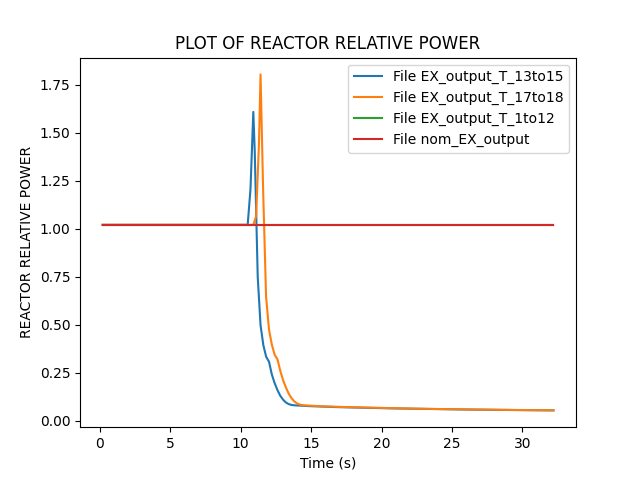 PLOT OF REACTOR RELATIVE POWER
File EX_output_T_13to15
File EX_output_T_17to18
File EX_output_T_1to12
File nom_EX_output
REACTOR RELATIVE POWER
1.75
1.50
1.25
1.00
0.75
0.50
0.25
0.00
0 5 10 15 20 25 30
Time (s)